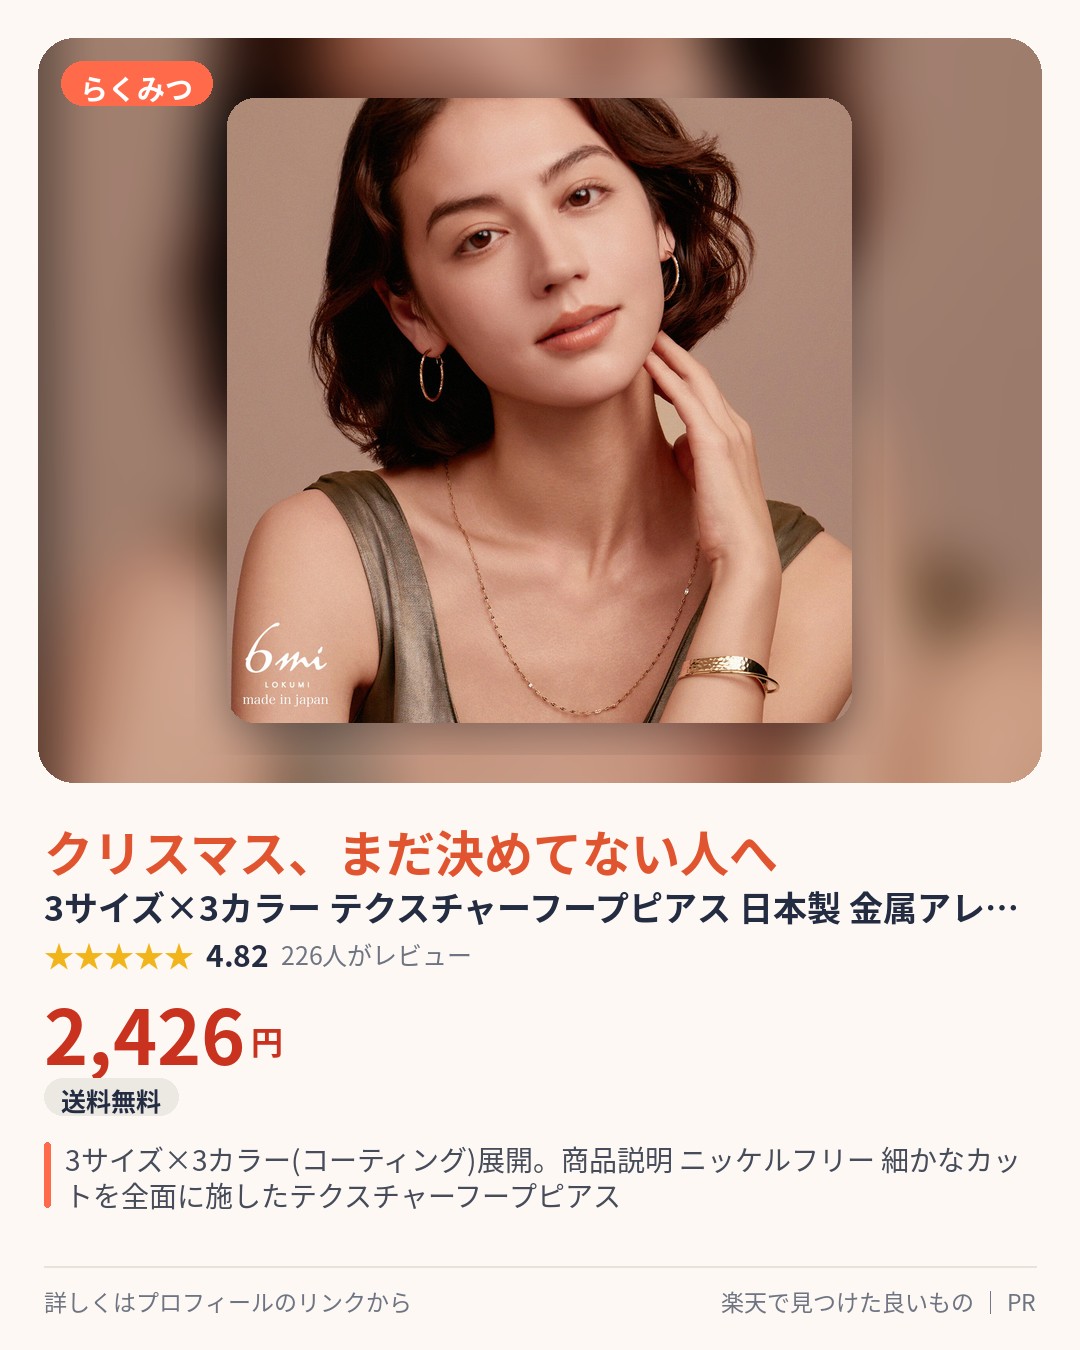 らくみつ
6mi
LOKUMI
made in japan
クリスマス、まだ決めてない人へ
3サイズ×3カラー テクスチャーフープピアス 日本製 金属アレ…
★★★★★ 4.82 226人がレビュー
2,426円
送料無料
3サイズ×3カラー(コーティング)展開。商品説明 ニッケルフリー 細かなカッ
トを全面に施したテクスチャーフープピアス
詳しくはプロフィールのリンクから
楽天で見つけた良いもの｜PR